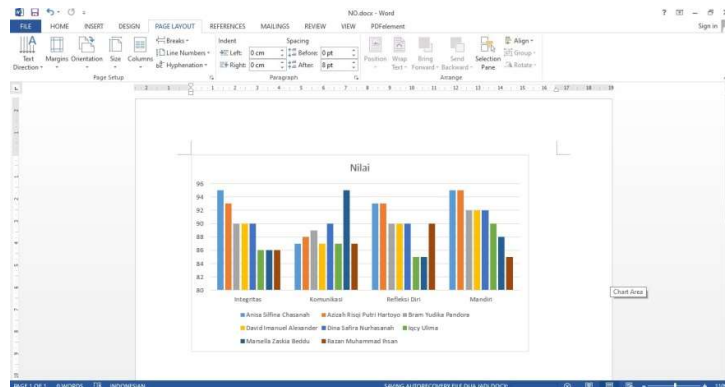 NO.docx - Word
FILE HOME INSERT DESIGN PAGE LAYOUT REFERENCES MAILINGS REVIEW VIEW PDFelement Sign in
Breaks Indent Spacing Align
Text Direction Margins Orientation Size Columns Line Numbers Left: 0 cm Before: 0 pt Position Wrap Text Bring Forward Send Backward Selection Pane Group
Hyphenation Right: 0 cm After: 8 pt Rotate
Page Setup Paragraph Arrange
Nilai
96
94
92
90
88
86
84
82
80
Integritas Komunikasi Refleksi Diri Mandiri
Chart Area
Anisa Silfina Chasanah Azizah Risqi Putri Hartoyo Bram Yudika Pandora
David Imanuel Alexander Dina Safira Nurhasanah Iqcy Ulima
Marsella Zaskia Beddu Razan Muhammad Ihsan
PAGE 1 OF 1 0 WORDS INDONESIAN